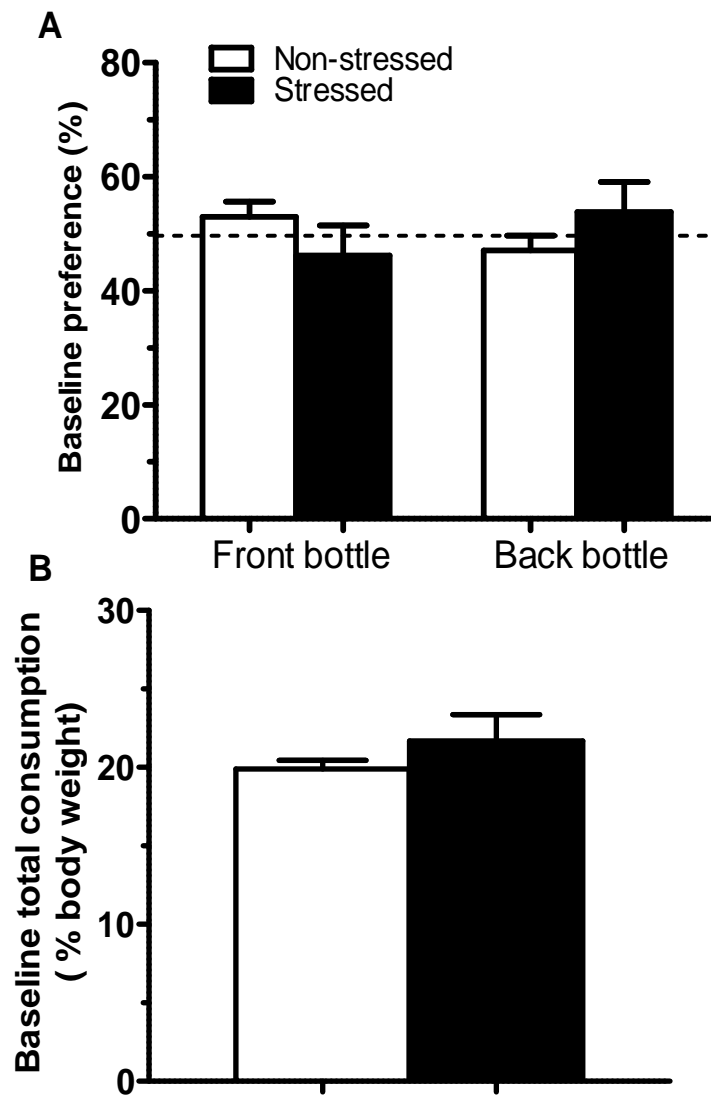 A
Non-stressed
Stressed
Baseline preference (%)
80
60
40
20
0
Front bottle
Back bottle
B
Baseline total consumption
( % body weight)
30
20
10
0